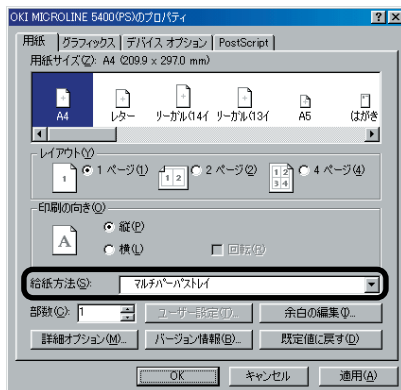 OKI MICROLINE 5400(PS)のプロパティ
用紙 グラフィックス デバイス オプション PostScript
用紙サイズ(Z): A4 (209.9 x 297.0 mm)
A4 レター リーガル(14イ リーガル(13イ A5 はがき
レイアウト(Y)
1 1 ページ(1) 1 2 2 ページ(2) 1 2 3 4 4 ページ(4)
印刷の向き(O)
A 縦(P)
横(L) 回転(R)
給紙方法(S): マルチパーパストレイ
部数(C): 1 ユーザー設定(T)... 余白の編集(I)...
詳細オプション(M)... バージョン情報(B)... 既定値に戻す(D)
OK キャンセル 適用(A)